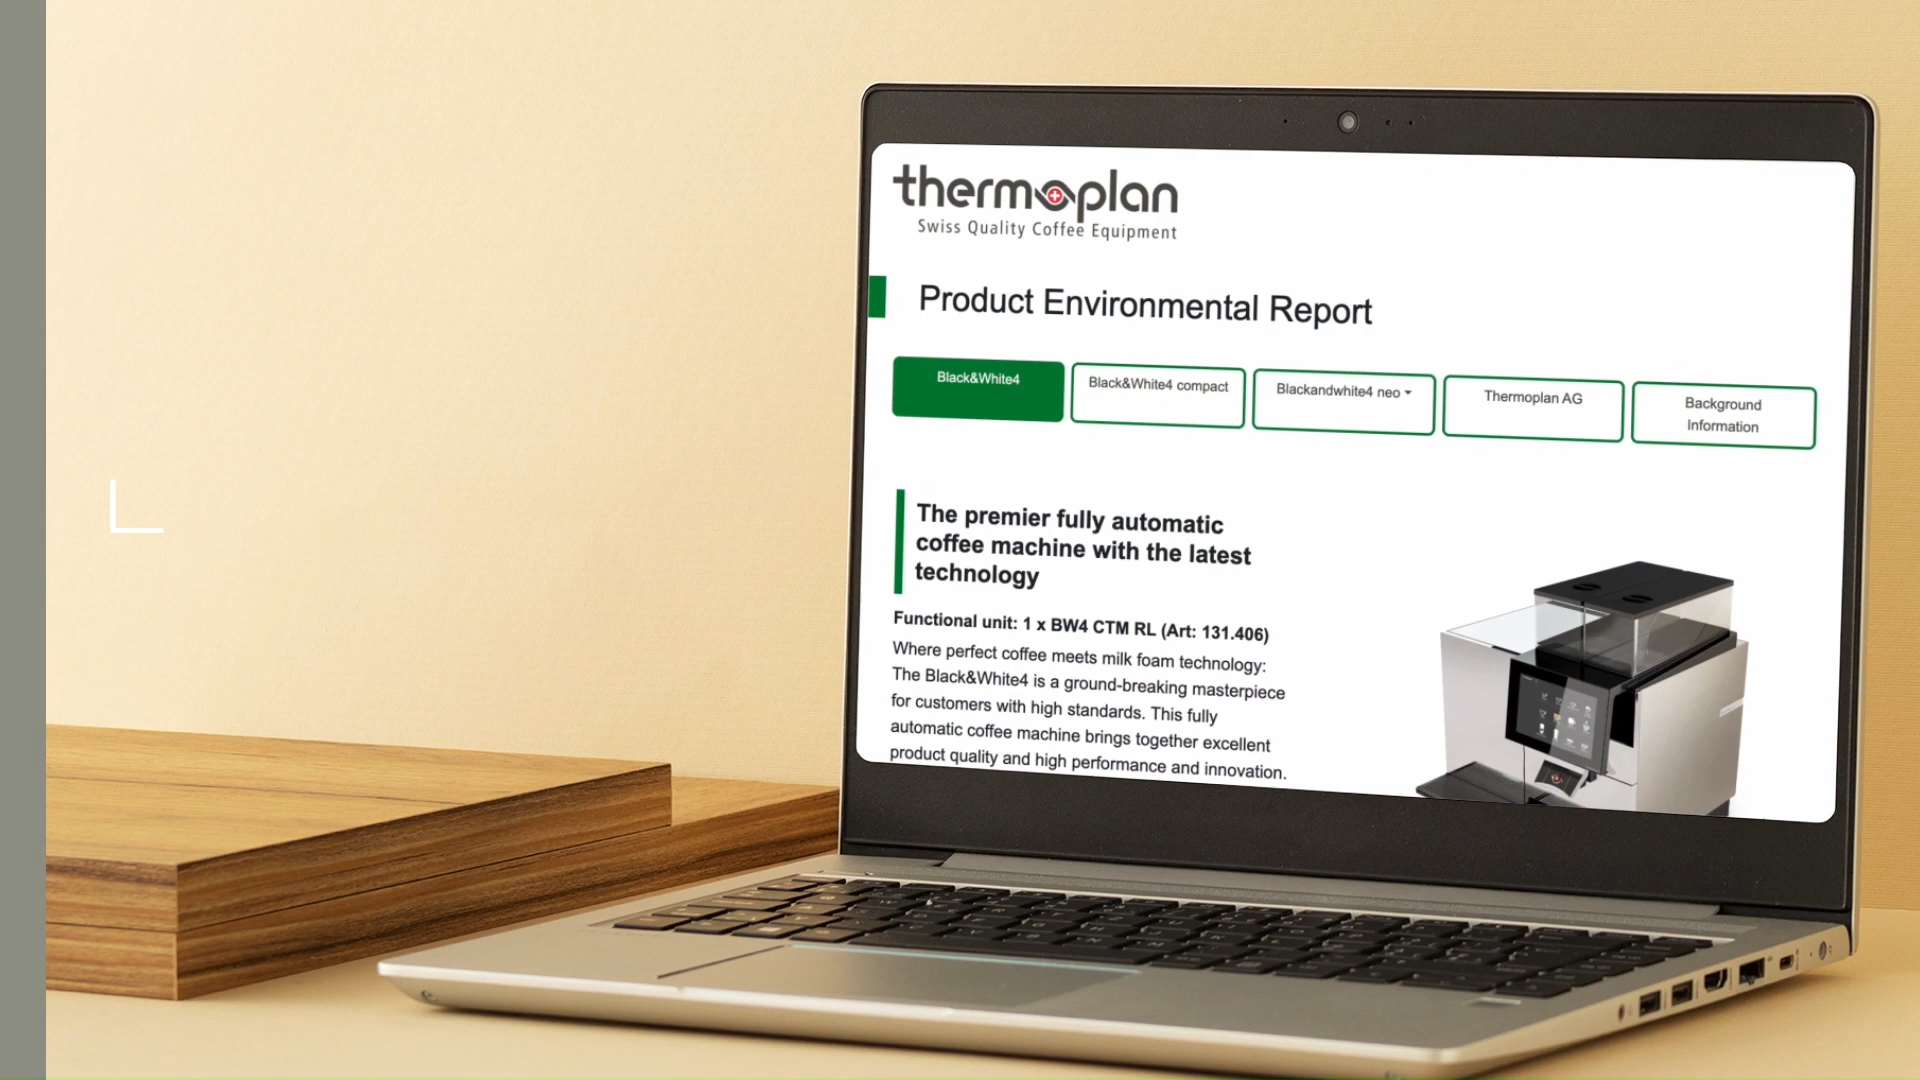 thermoplan
Swiss Quality Coffee Equipment
Product Environmental Report
Black&White4
Black&White4 compact
Blackandwhite4 neo
Thermoplan AG
Background
Information
The premier fully automatic
coffee machine with the latest
technology
Functional unit: 1 x BW4 CTM RL (Art: 131.406)
Where perfect coffee meets milk foam technology:
The Black&White4 is a ground-breaking masterpiece
for customers with high standards. This fully
automatic coffee machine brings together excellent
product quality and high performance and innovation.